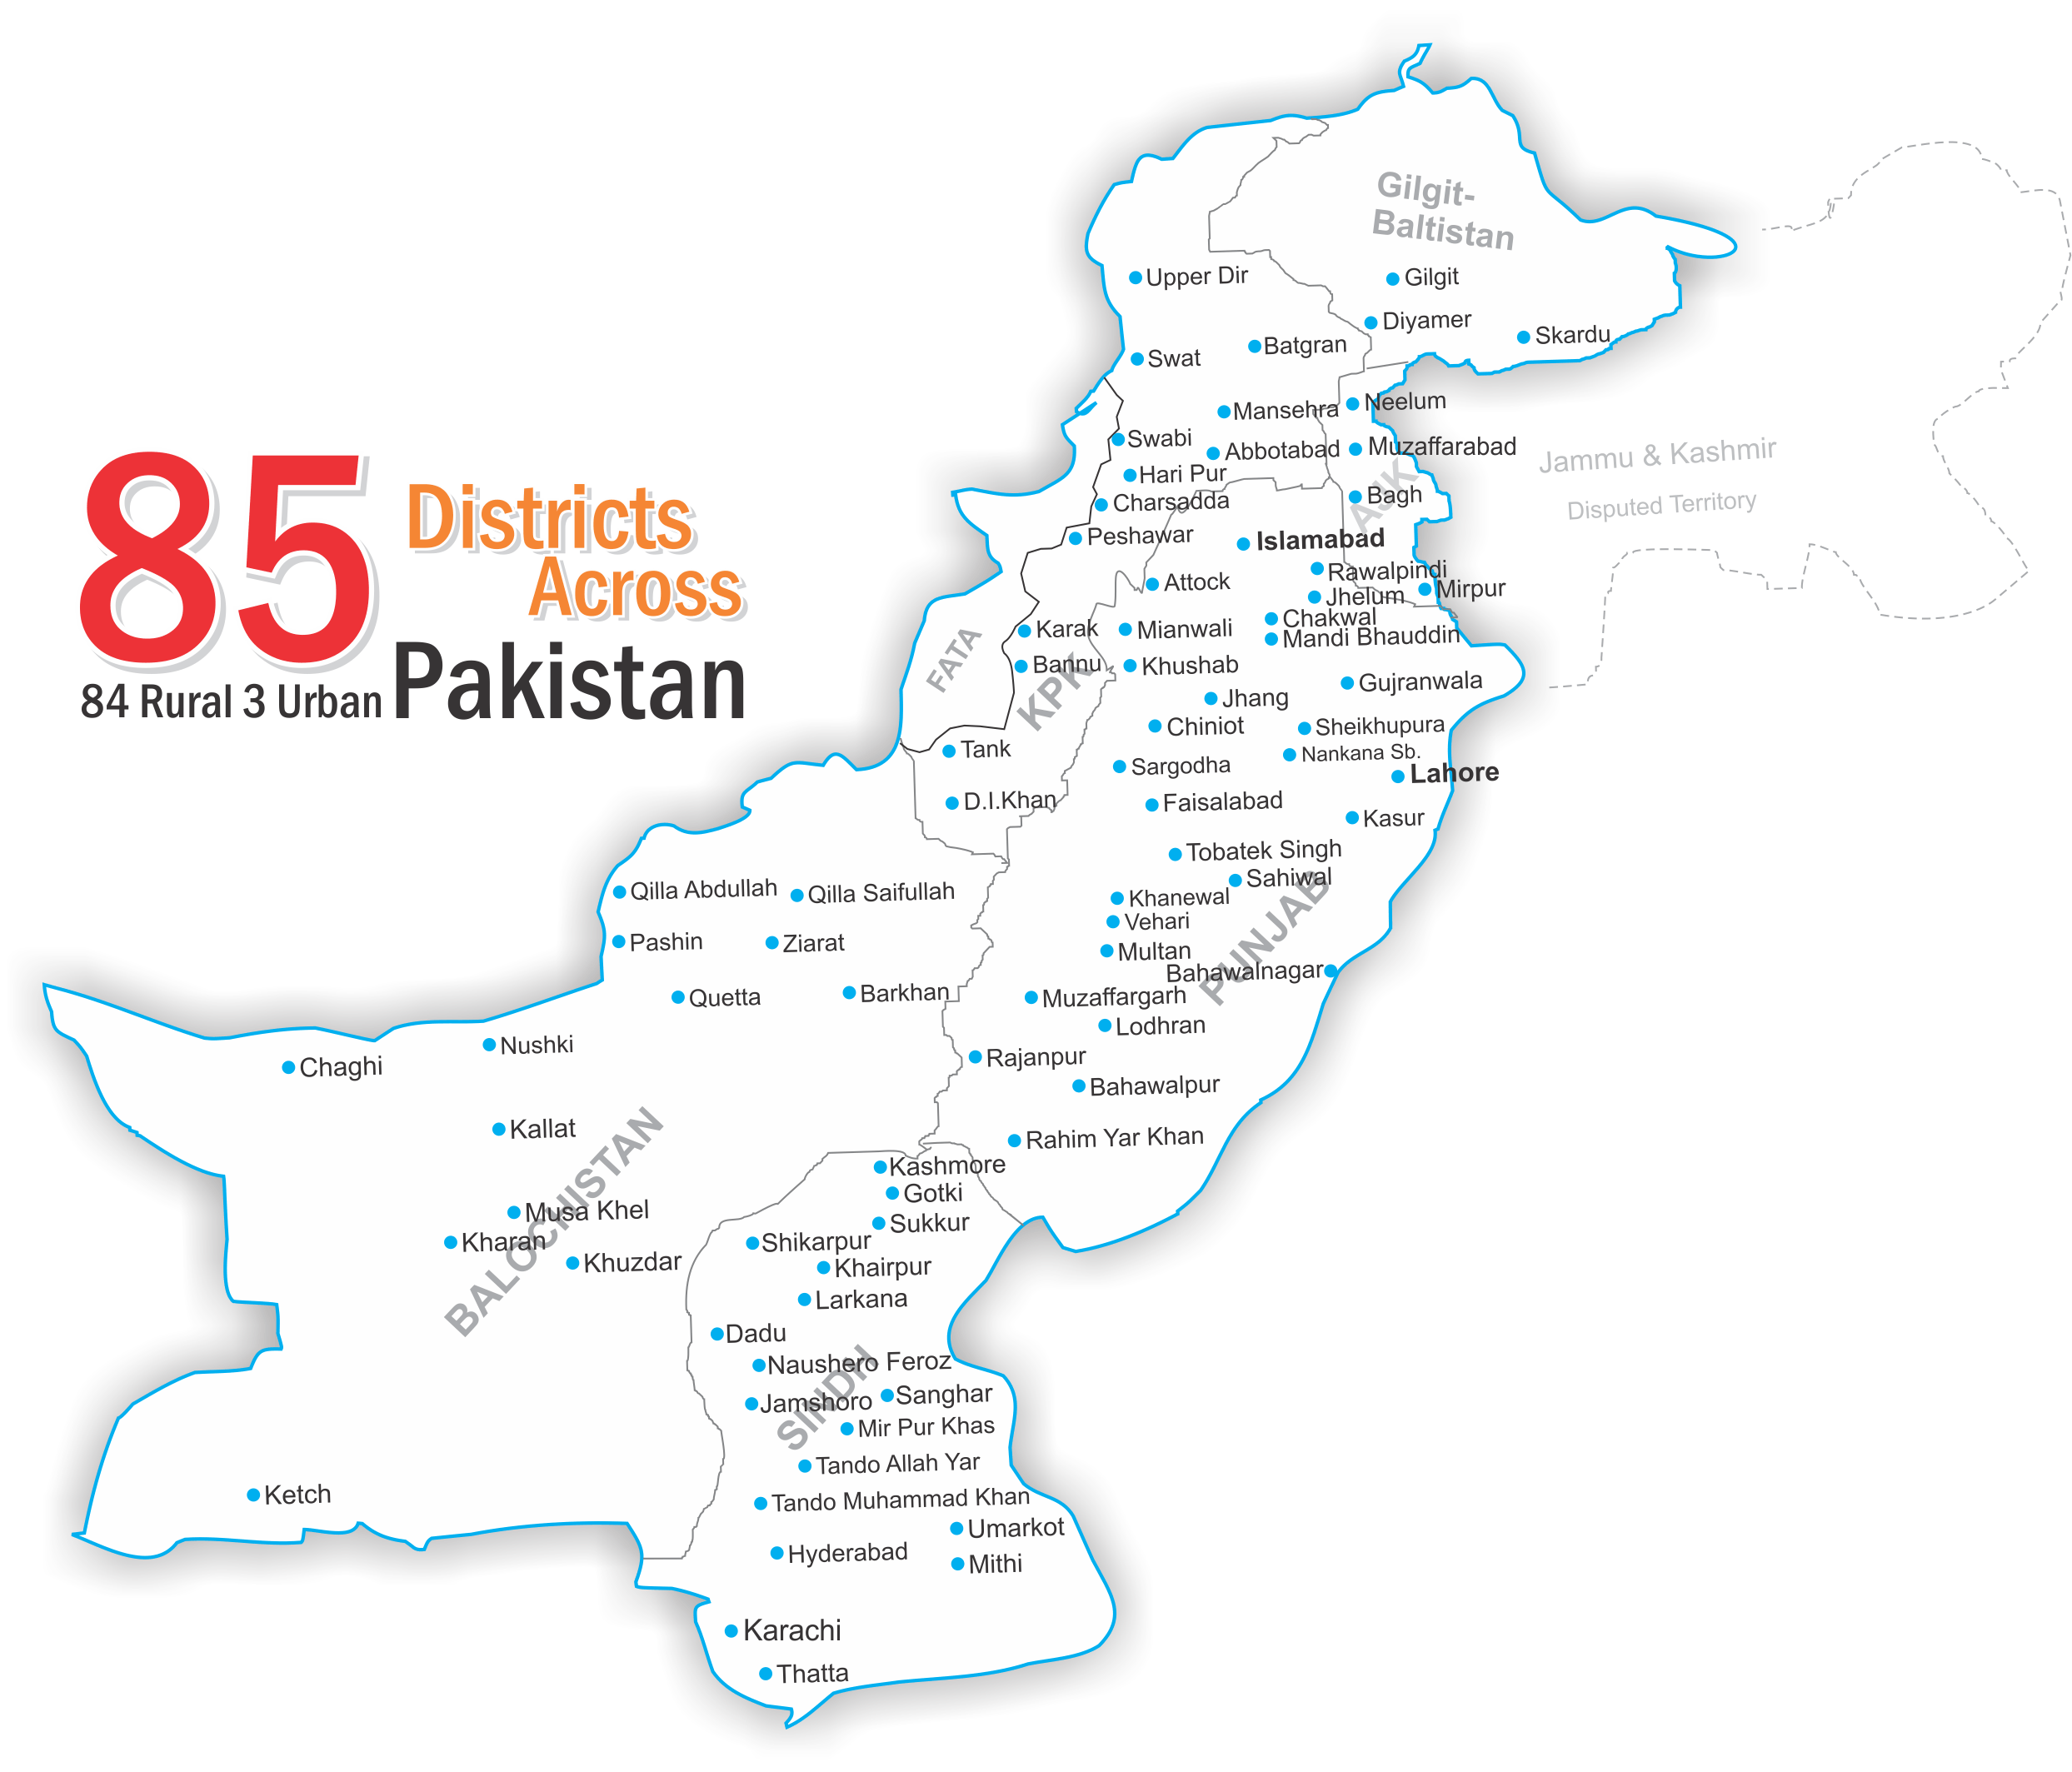 85
Districts
Across
Pakistan
84 Rural 3 Urban
Gilgit-
Baltistan
Upper Dir
Gilgit
Diyamer
Skardu
Batgran
Swat
Neelum
Mansehra
Swabi
Abbotabad
Muzaffarabad
Jammu & Kashmir
Disputed Territory
Hari Pur
AJK
Bagh
Charsadda
Peshawar
Islamabad
Attock
Rawalpindi
Jhelum
Mirpur
Chakwal
Mandi Bhauddin
Karak
Mianwali
FATA
KPK
Bannu
Khushab
Jhang
Gujranwala
Chiniot
Sheikhupura
Nankana Sb.
Tank
Sargodha
Lahore
D.I.Khan
Faisalabad
Kasur
Tobatek Singh
Sahiwal
Qilla Abdullah
Qilla Saifullah
Khanewal
Vehari
PUNJAB
Pashin
Ziarat
Multan
Bahawalnagar
Quetta
Barkhan
Muzaffargarh
Lodhran
Nushki
Chaghi
Rajanpur
Bahawalpur
Kallat
Rahim Yar Khan
Kashmore
Gotki
BALOCHISTAN
Musa Khel
Sukkur
Kharan
Shikarpur
Khuzdar
Khairpur
Larkana
Dadu
Naushero Feroz
SINDH
Jamshoro
Sanghar
Mir Pur Khas
Tando Allah Yar
Ketch
Tando Muhammad Khan
Umarkot
Hyderabad
Mithi
Karachi
Thatta